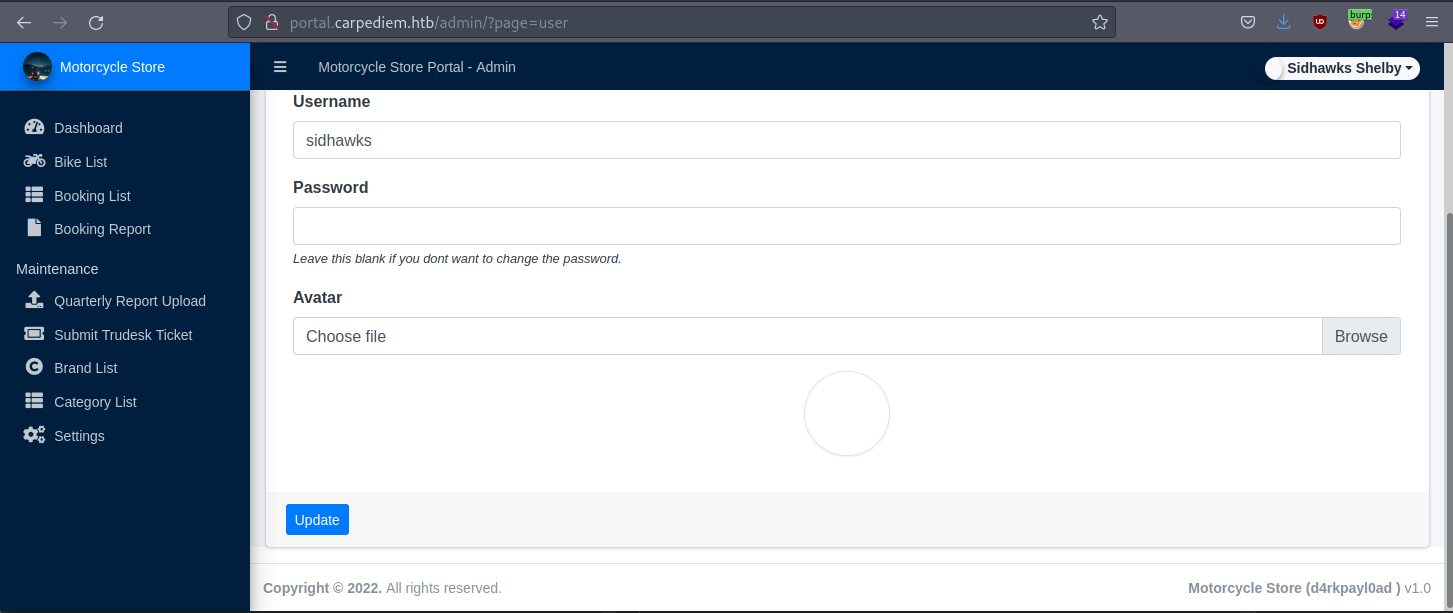 portal.carpediem.htb/admin/?page=user
UD
burp
14
Motorcycle Store
Motorcycle Store Portal - Admin
Sidhawks Shelby
Dashboard
Bike List
Booking List
Booking Report
Maintenance
Quarterly Report Upload
Submit Trudesk Ticket
Brand List
Category List
Settings
Username
sidhawks
Password
Leave this blank if you dont want to change the password.
Avatar
Choose file
Browse
Update
Copyright © 2022. All rights reserved.
Motorcycle Store (d4rkpayl0ad ) v1.0